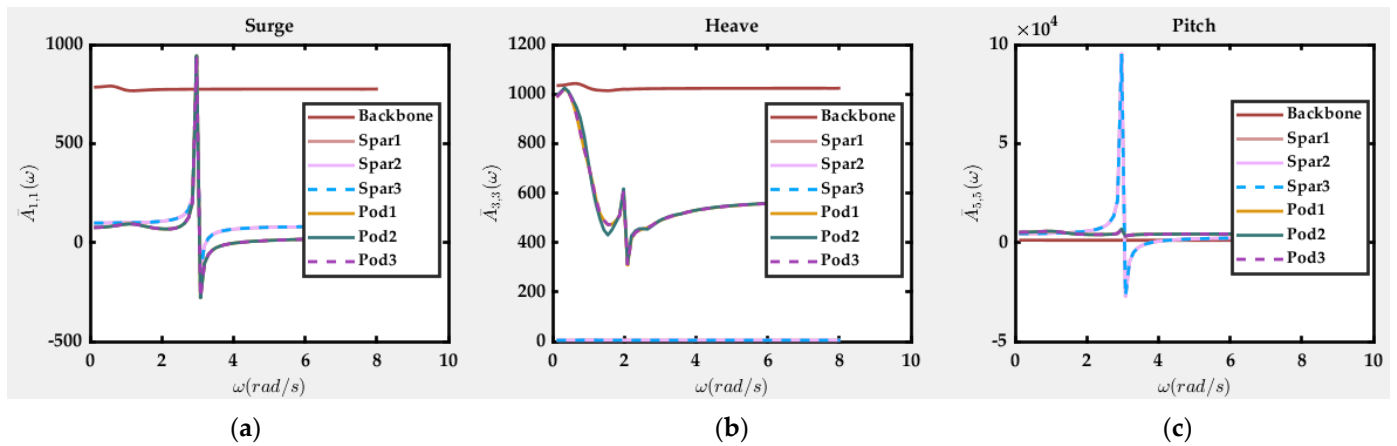 Surge
1000
500
0
-500
0 2 4 6 8 10
Ā1,1(ω)
ω(rad/s)
Backbone
Spar1
Spar2
Spar3
Pod1
Pod2
Pod3
(a)
Heave
1200
1000
800
600
400
200
0
0 2 4 6 8 10
Ā3,3(ω)
ω(rad/s)
Backbone
Spar1
Spar2
Spar3
Pod1
Pod2
Pod3
(b)
Pitch
×10⁴
10
5
0
-5
0 2 4 6 8 10
Ā5,5(ω)
ω(rad/s)
Backbone
Spar1
Spar2
Spar3
Pod1
Pod2
Pod3
(c)